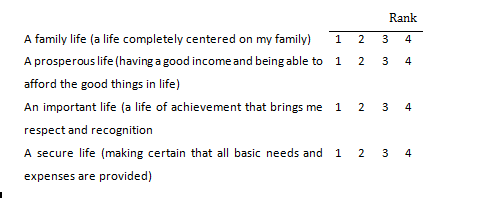 Rank
A family life (a life completely centered on my family) 1 2 3 4
A prosperous life (having a good income and being able to 1 2 3 4
afford the good things in life)
An important life (a life of achievement that brings me 1 2 3 4
respect and recognition
A secure life (making certain that all basic needs and 1 2 3 4
expenses are provided)